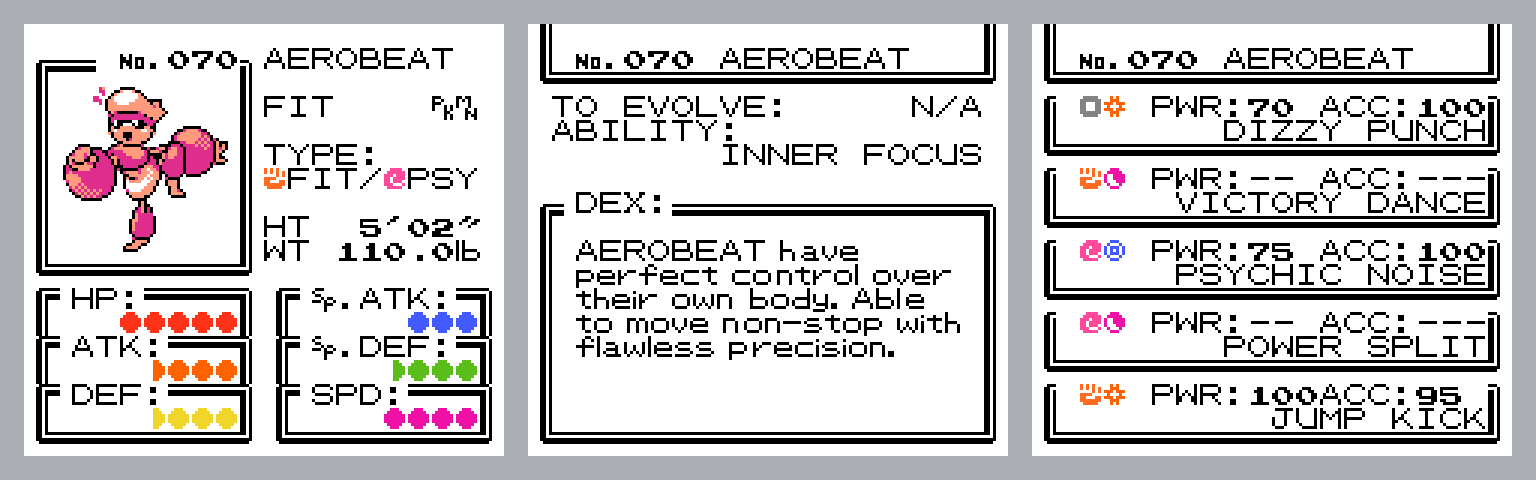 No.070 AEROBEAT
FIT PKMN
TYPE:
FIT/PSY
HT 5′02″
WT 110.0lb
HP:
ATK:
DEF:
Sp.ATK:
Sp.DEF:
SPD:
No.070 AEROBEAT
TO EVOLVE: N/A
ABILITY:
INNER FOCUS
DEX:
AEROBEAT have
perfect control over
their own body. Able
to move non-stop with
flawless precision.
No.070 AEROBEAT
PWR:70 ACC:100
DIZZY PUNCH
PWR:-- ACC:---
VICTORY DANCE
PWR:75 ACC:100
PSYCHIC NOISE
PWR:-- ACC:---
POWER SPLIT
PWR:100ACC:95
JUMP KICK